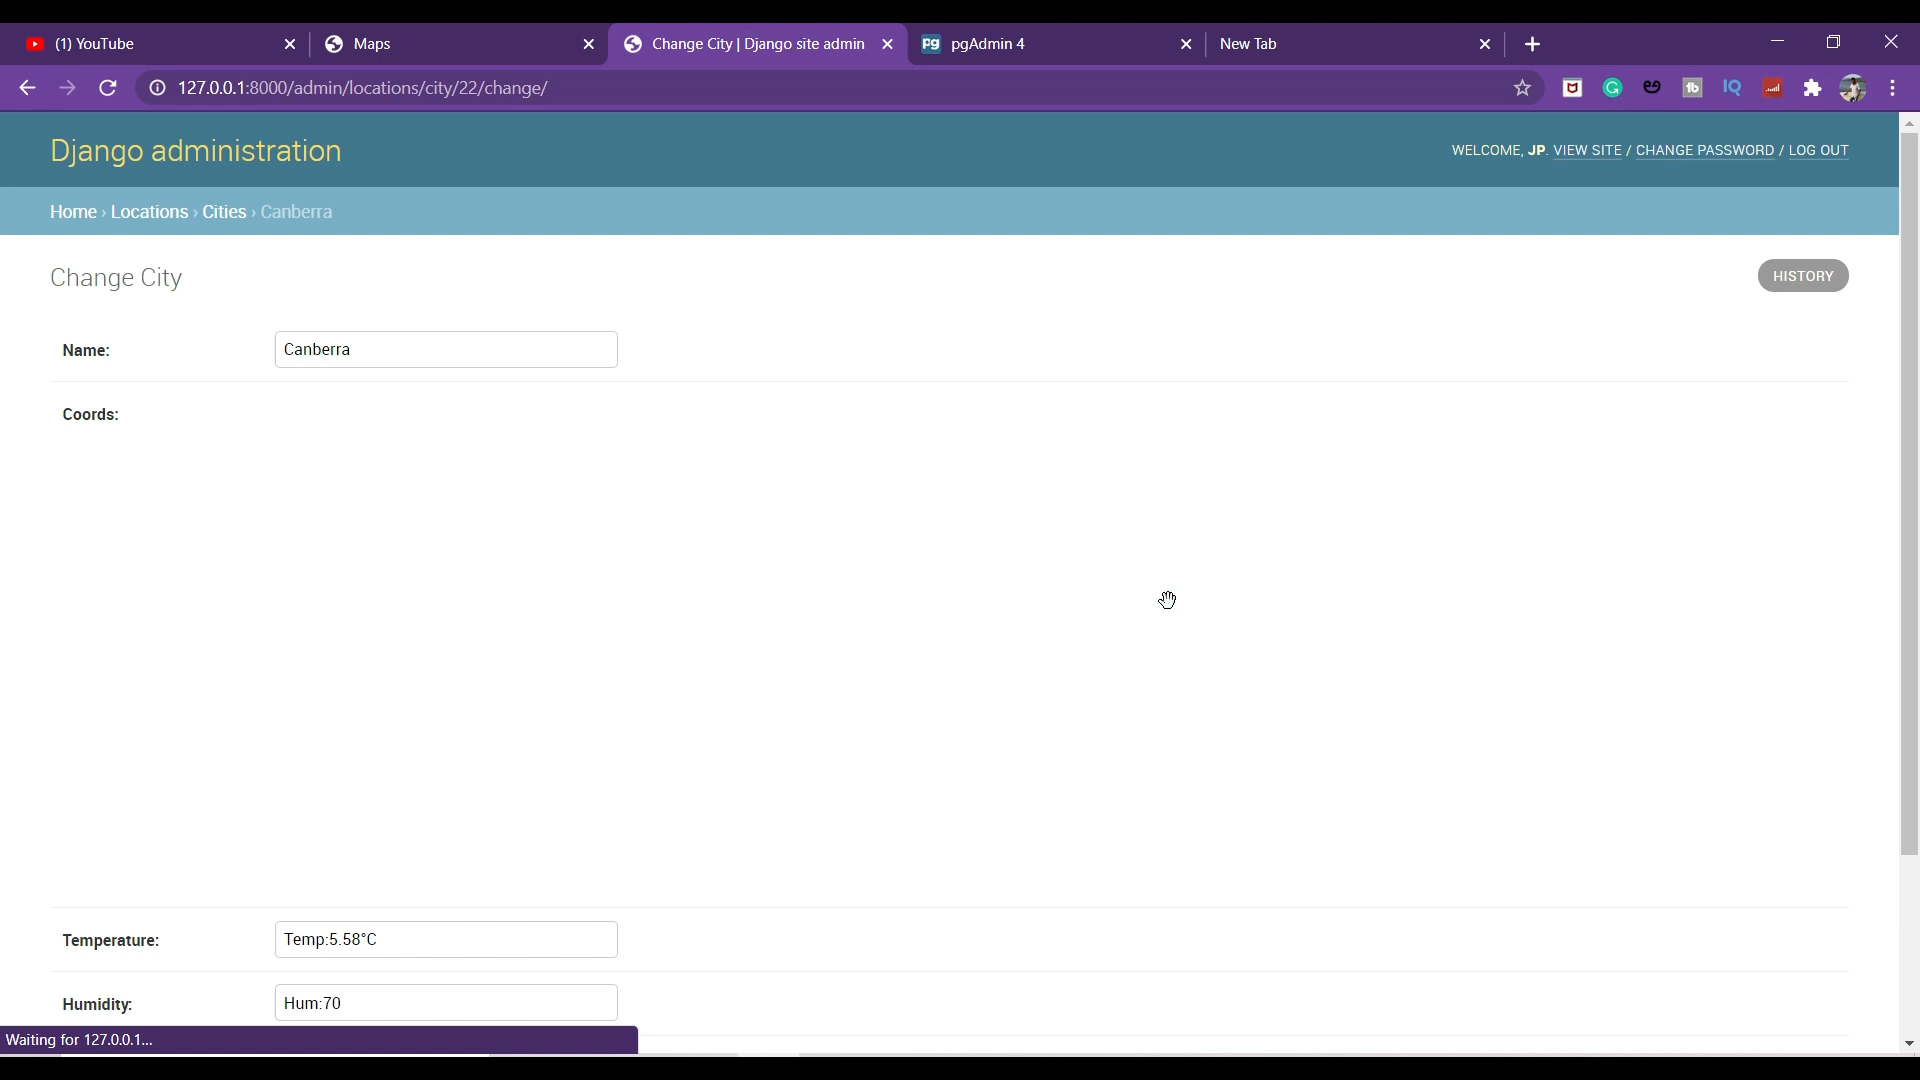 (1) YouTube
Maps
Change City | Django site admin
pgAdmin 4
New Tab
127.0.0.1:8000/admin/locations/city/22/change/
Django administration
WELCOME, JP. VIEW SITE / CHANGE PASSWORD / LOG OUT
Home › Locations › Cities › Canberra
Change City
HISTORY
Name:
Canberra
Coords:
Temperature:
Temp:5.58°C
Humidity:
Hum:70
Waiting for 127.0.0.1...